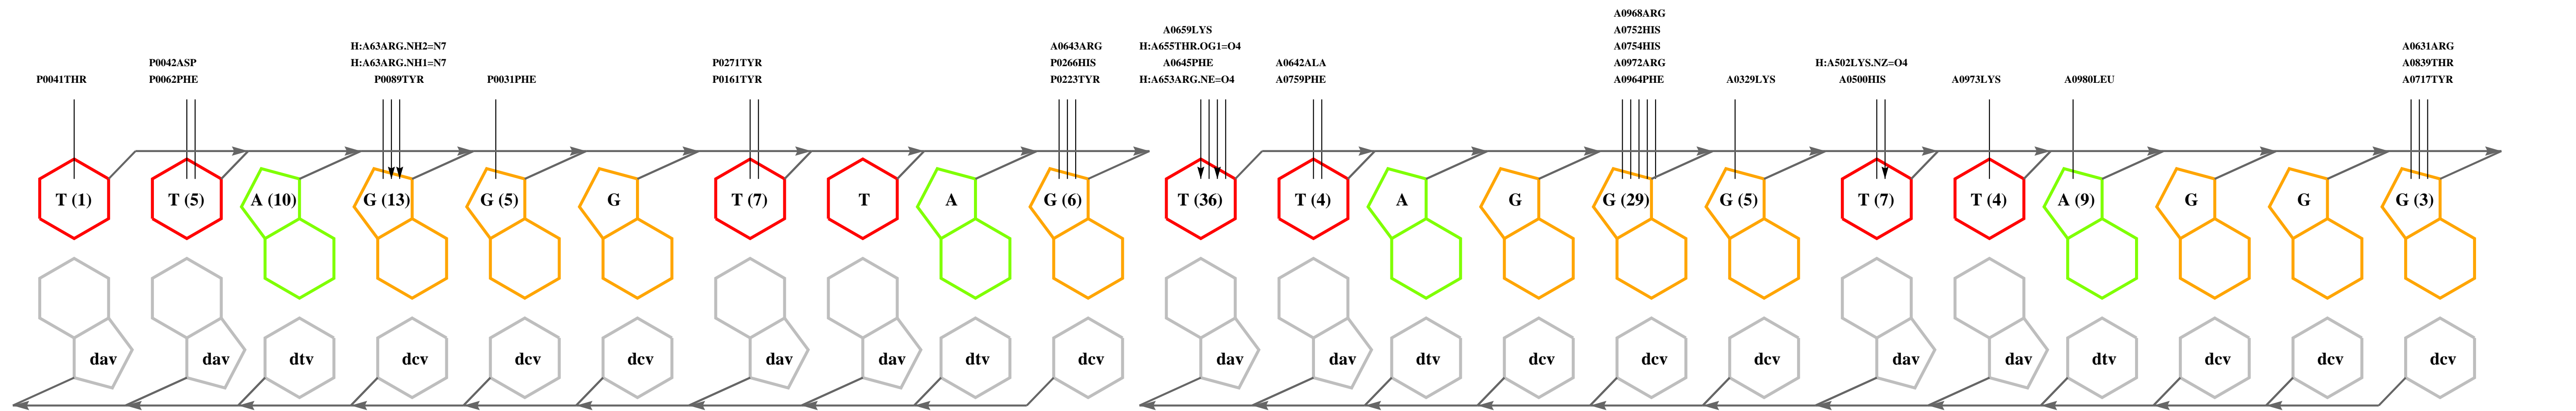 P0041THR
P0042ASP
P0062PHE
H:A63ARG.NH2=N7
H:A63ARG.NH1=N7
P0089TYR
P0031PHE
P0271TYR
P0161TYR
A0643ARG
P0266HIS
P0223TYR
A0659LYS
H:A655THR.OG1=O4
A0645PHE
H:A653ARG.NE=O4
A0642ALA
A0759PHE
A0968ARG
A0752HIS
A0754HIS
A0972ARG
A0964PHE
A0329LYS
H:A502LYS.NZ=O4
A0500HIS
A0973LYS
A0980LEU
A0631ARG
A0839THR
A0717TYR
T (1) T (5) A (10) G (13) G (5) G T (7) T A G (6) T (36) T (4) A G G (29) G (5) T (7) T (4) A (9) G G G (3)
dav dav dtv dcv dcv dcv dav dav dtv dcv dav dav dtv dcv dcv dcv dav dav dtv dcv dcv dcv